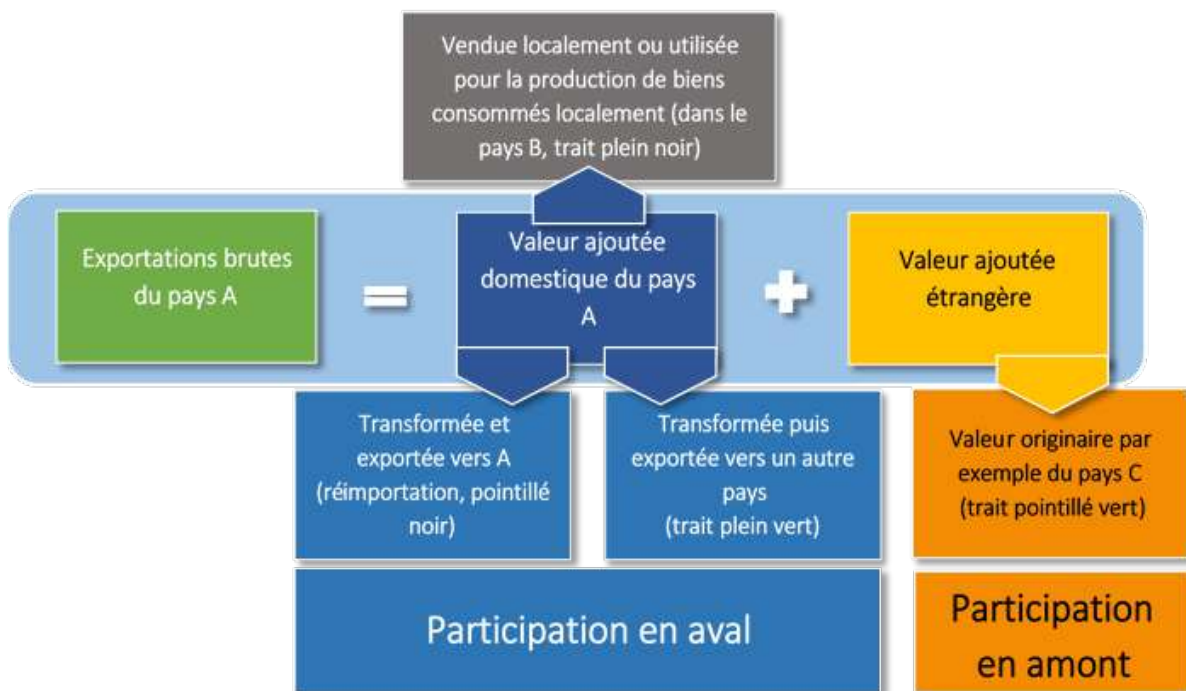 Vendue localement ou utilisée
pour la production de biens
consommés localement (dans le
pays B, trait plein noir)
Exportations brutes
du pays A
=
Valeur ajoutée
domestique du pays
A
+
Valeur ajoutée
étrangère
Transformée et
exportée vers A
(réimportation, pointillé
noir)
Transformée puis
exportée vers un autre
pays
(trait plein vert)
Valeur originaire par
exemple du pays C
(trait pointillé vert)
Participation en aval
Participation
en amont